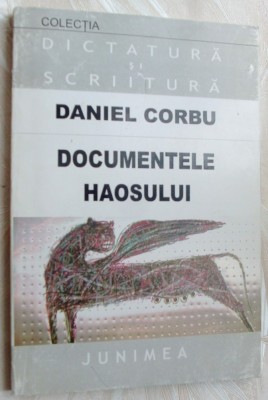 COLECȚIA
DICTATURĂ
ȘI
SCRIITURĂ
DANIEL CORBU
DOCUMENTELE
HAOSULUI
JUNIMEA